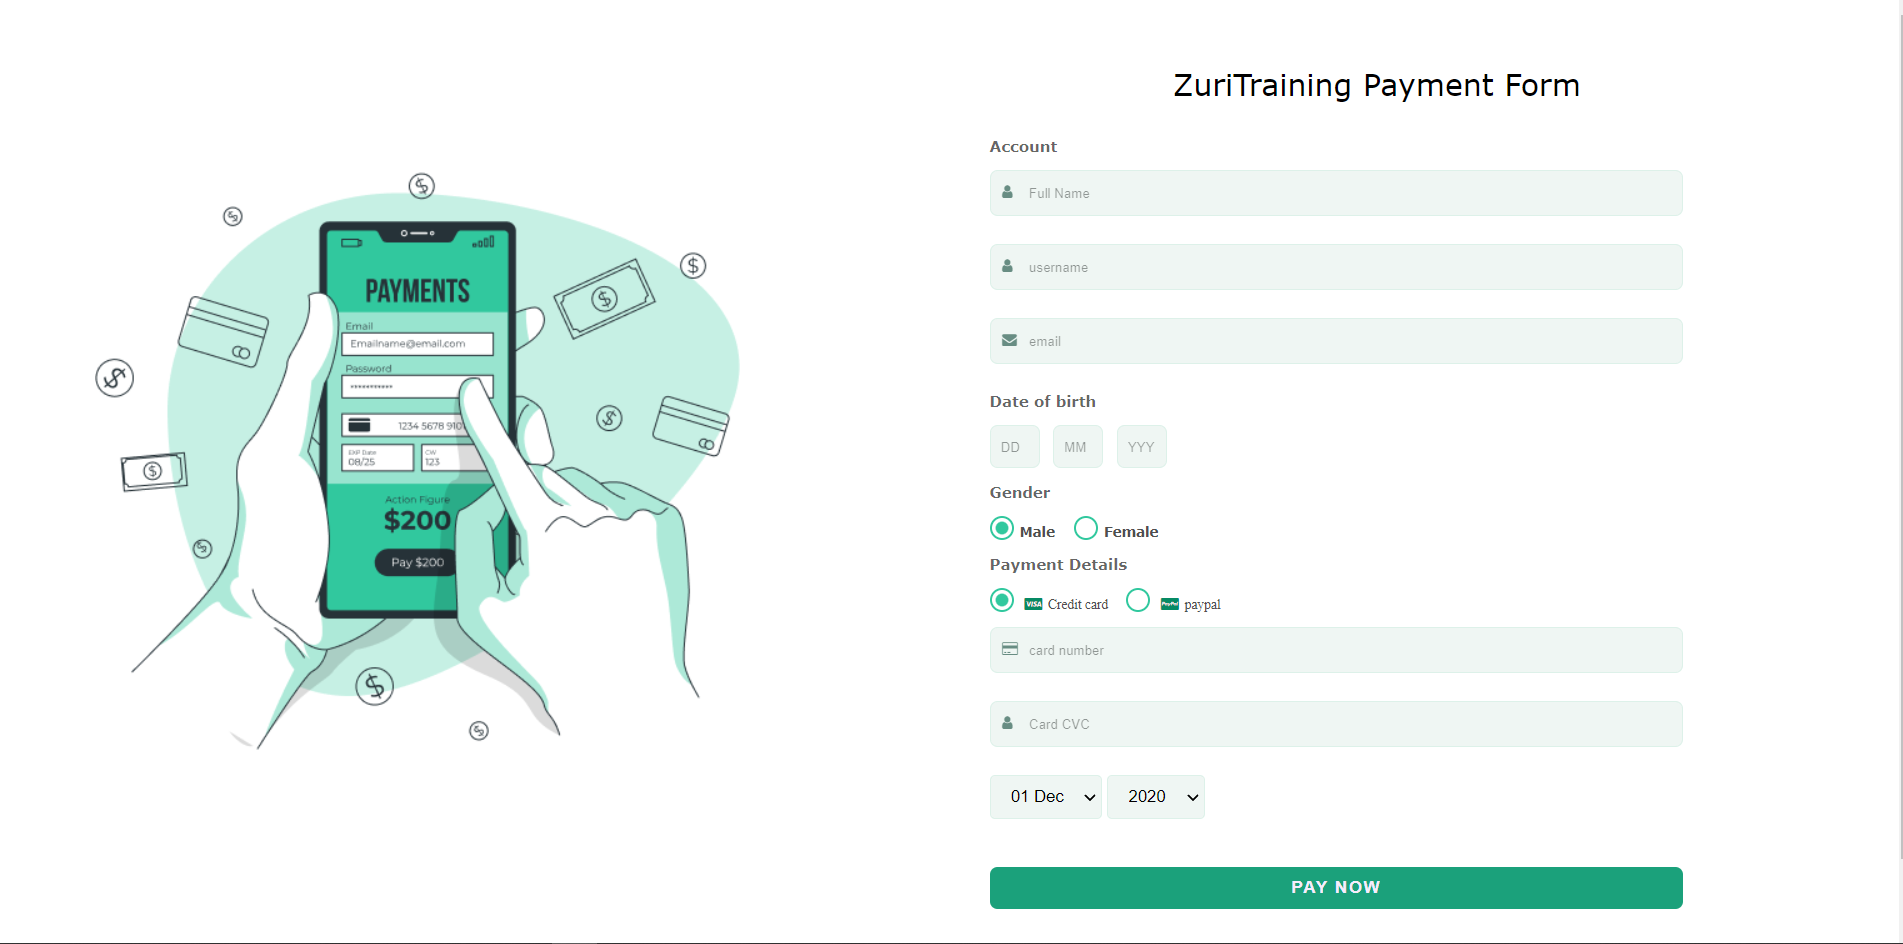 ZuriTraining Payment Form
Account
Full Name
username
email
Date of birth
DD MM YYY
Gender
Male Female
Payment Details
VISA Credit card PayPal paypal
card number
Card CVC
01 Dec 2020
PAY NOW
PAYMENTS
Email
Emailname@email.com
Password
***********
1234 5678 910
EXP Date
08/25
CW
123
Action Figure
$200
Pay $200